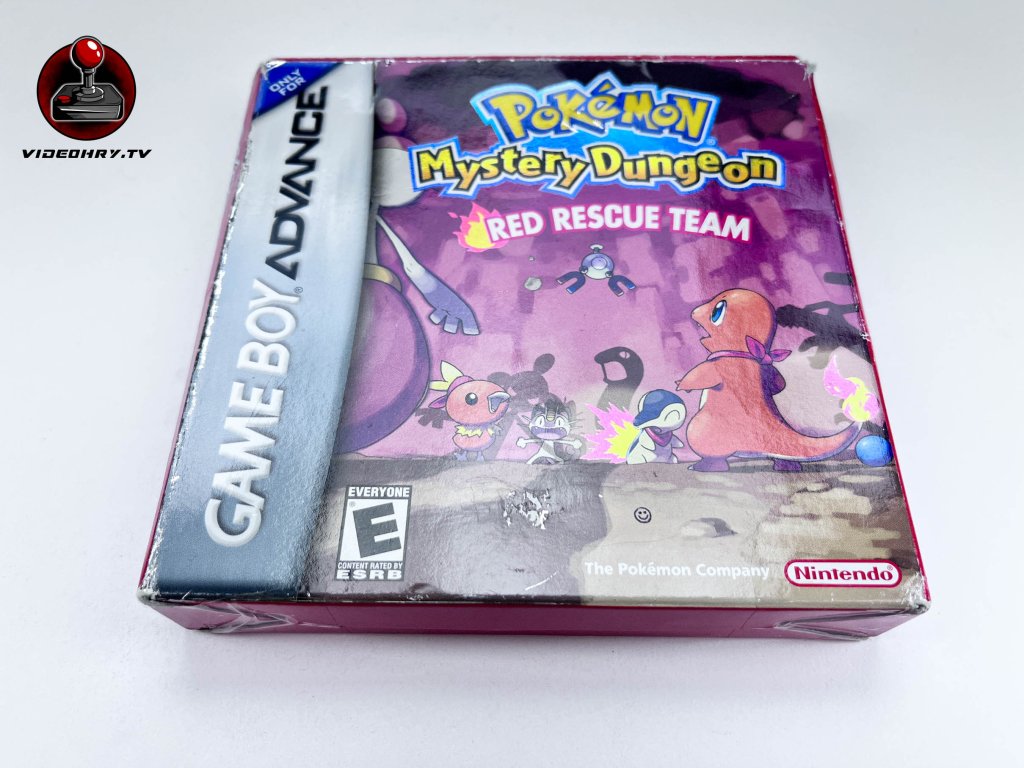 VIDEOHRY.TV
ONLY
FOR
GAME BOY ADVANCE
POKéMON
Mystery Dungeon
RED RESCUE TEAM
EVERYONE
E
CONTENT RATED BY
ESRB
The Pokémon Company
Nintendo